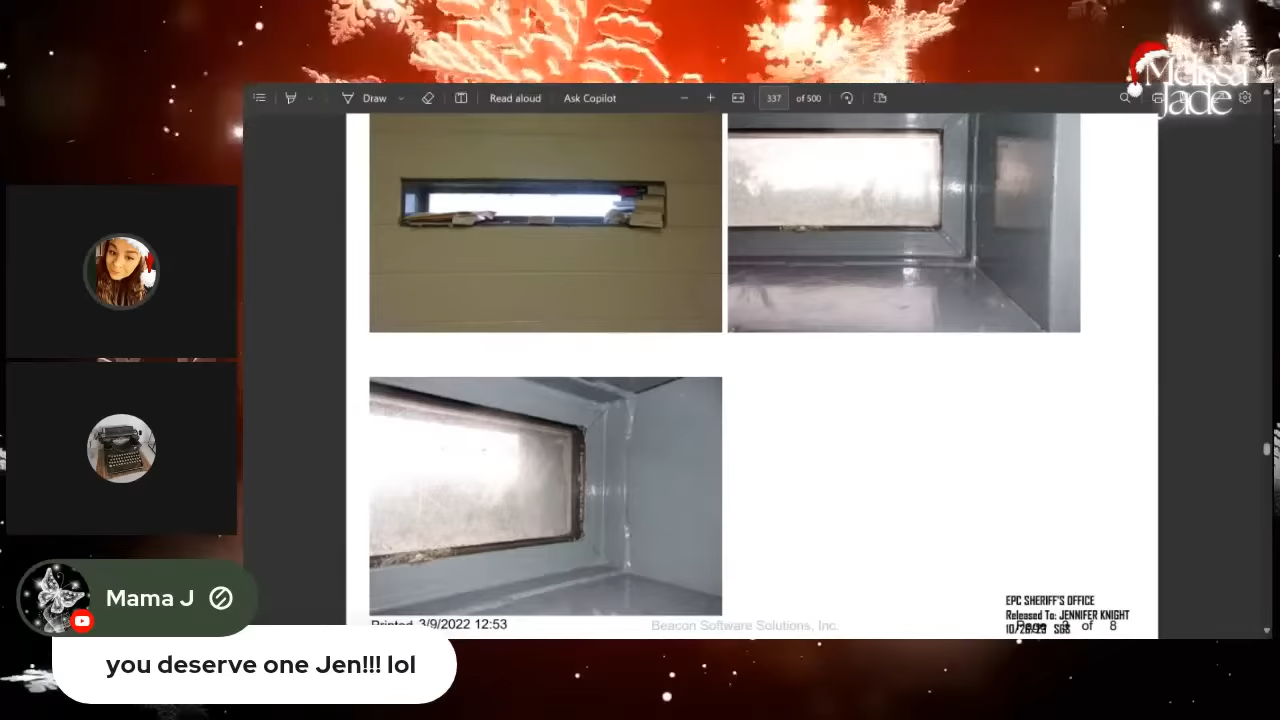 Melissa
Jade
Draw
Read aloud
Ask Copilot
337
of 500
Mama J
you deserve one Jen!!! lol
Printed 3/9/2022 12:53
Beacon Software Solutions, Inc.
EPC SHERIFF'S OFFICE
Released To: JENNIFER KNIGHT
of 8